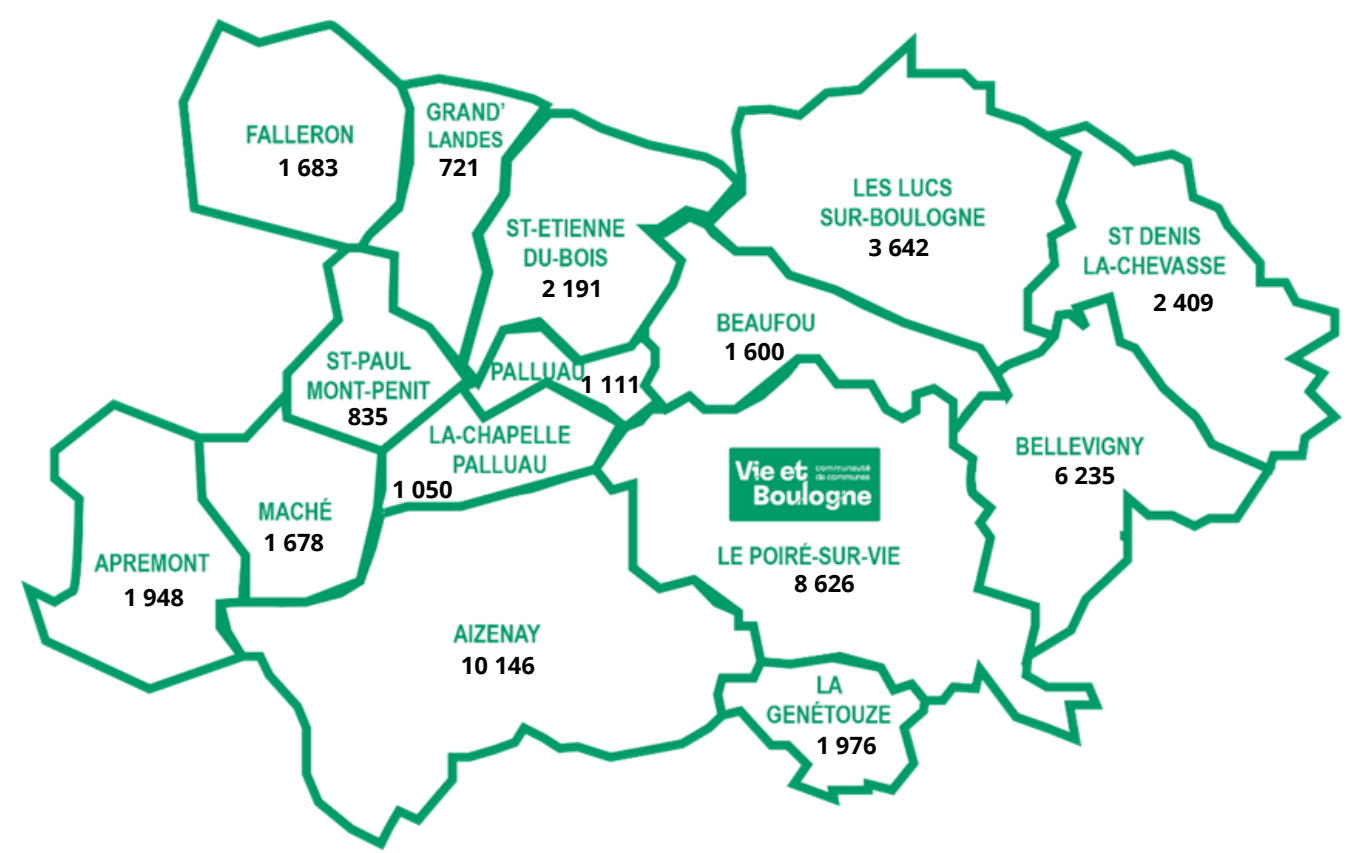 FALLERON
1 683
GRAND'
LANDES
721
ST-ETIENNE
DU-BOIS
2 191
LES LUCS
SUR-BOULOGNE
3 642
ST DENIS
LA-CHEVASSE
2 409
BEAUFOU
1 600
ST-PAUL
MONT-PENIT
835
PALLUAU
1 111
LA-CHAPELLE
PALLUAU
1 050
BELLEVIGNY
6 235
Vie et
communauté
de communes
Boulogne
MACHÉ
1 678
APREMONT
1 948
LE POIRÉ-SUR-VIE
8 626
AIZENAY
10 146
LA
GENÉTOUZE
1 976